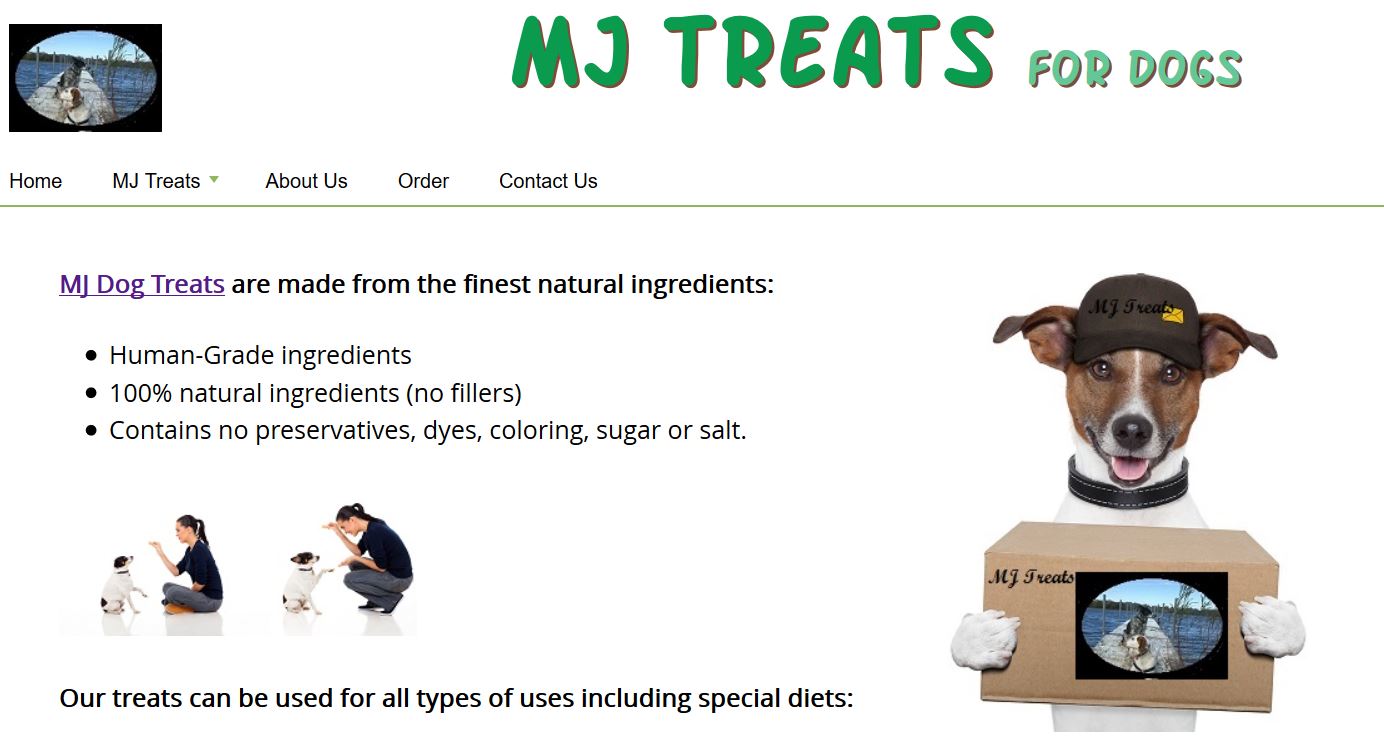 MJ TREATS FOR DOGS
Home MJ Treats About Us Order Contact Us
MJ Dog Treats are made from the finest natural ingredients:
Human-Grade ingredients
100% natural ingredients (no fillers)
Contains no preservatives, dyes, coloring, sugar or salt.
MJ Treats
MJ Treats
Our treats can be used for all types of uses including special diets: